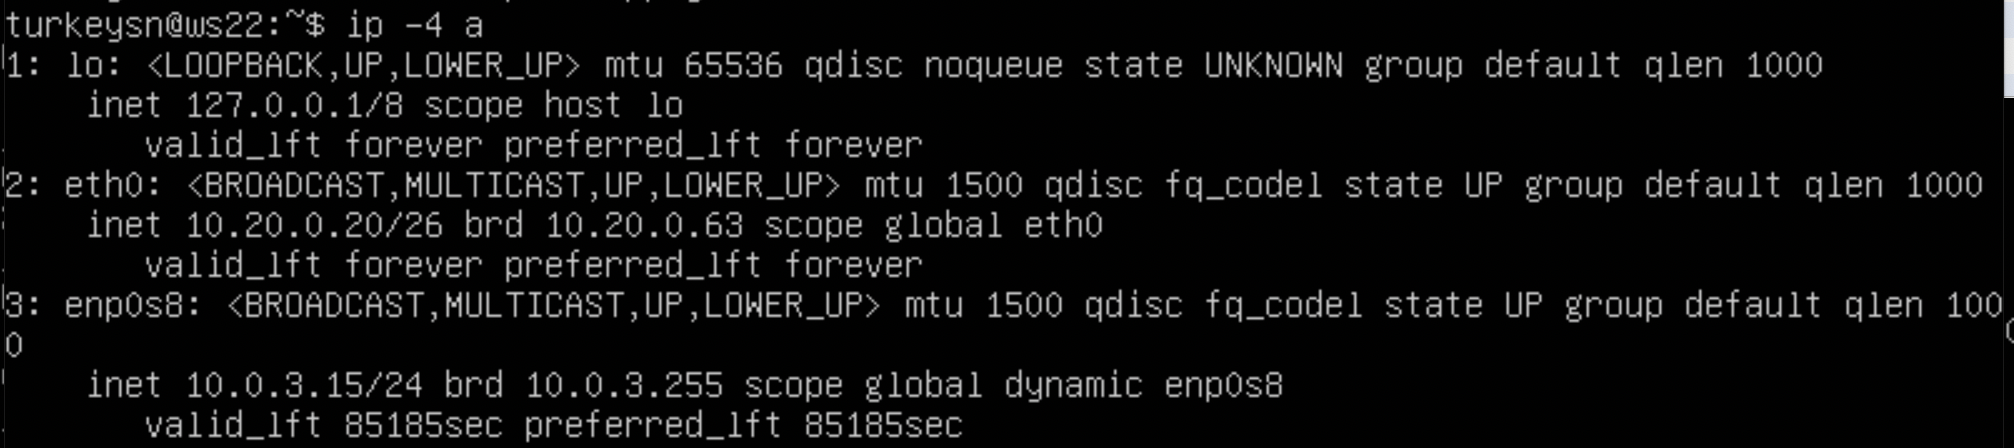 turkeysn@ws22:~$ ip -4 a
1: lo: <LOOPBACK,UP,LOWER_UP> mtu 65536 qdisc noqueue state UNKNOWN group default qlen 1000
    inet 127.0.0.1/8 scope host lo
       valid_lft forever preferred_lft forever
2: eth0: <BROADCAST,MULTICAST,UP,LOWER_UP> mtu 1500 qdisc fq_codel state UP group default qlen 1000
    inet 10.20.0.20/26 brd 10.20.0.63 scope global eth0
       valid_lft forever preferred_lft forever
3: enp0s8: <BROADCAST,MULTICAST,UP,LOWER_UP> mtu 1500 qdisc fq_codel state UP group default qlen 100
0
    inet 10.0.3.15/24 brd 10.0.3.255 scope global dynamic enp0s8
       valid_lft 85185sec preferred_lft 85185sec